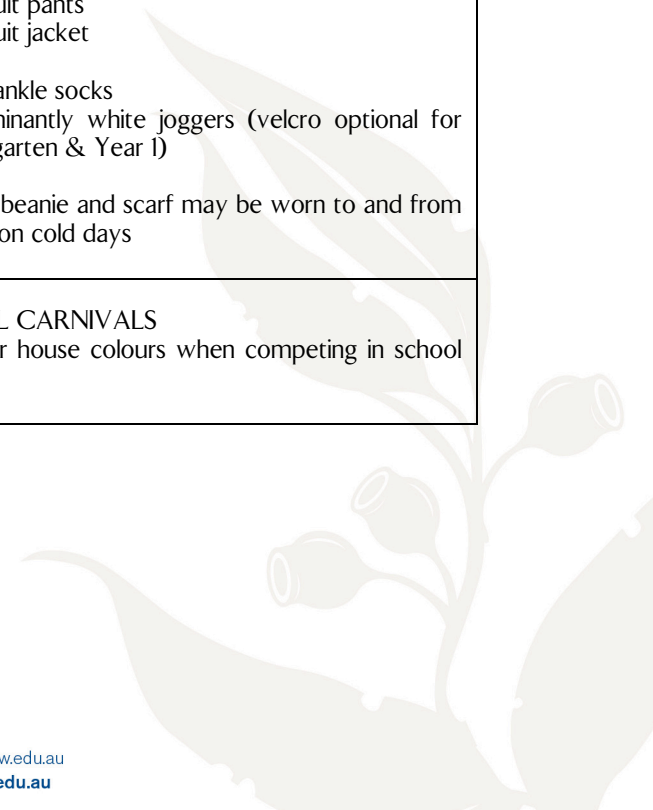 uit pants
uit jacket
ankle socks
ninantly white joggers (velcro optional for
garten & Year 1)
beanie and scarf may be worn to and from
on cold days
L CARNIVALS
r house colours when competing in school
w.edu.au
edu.au